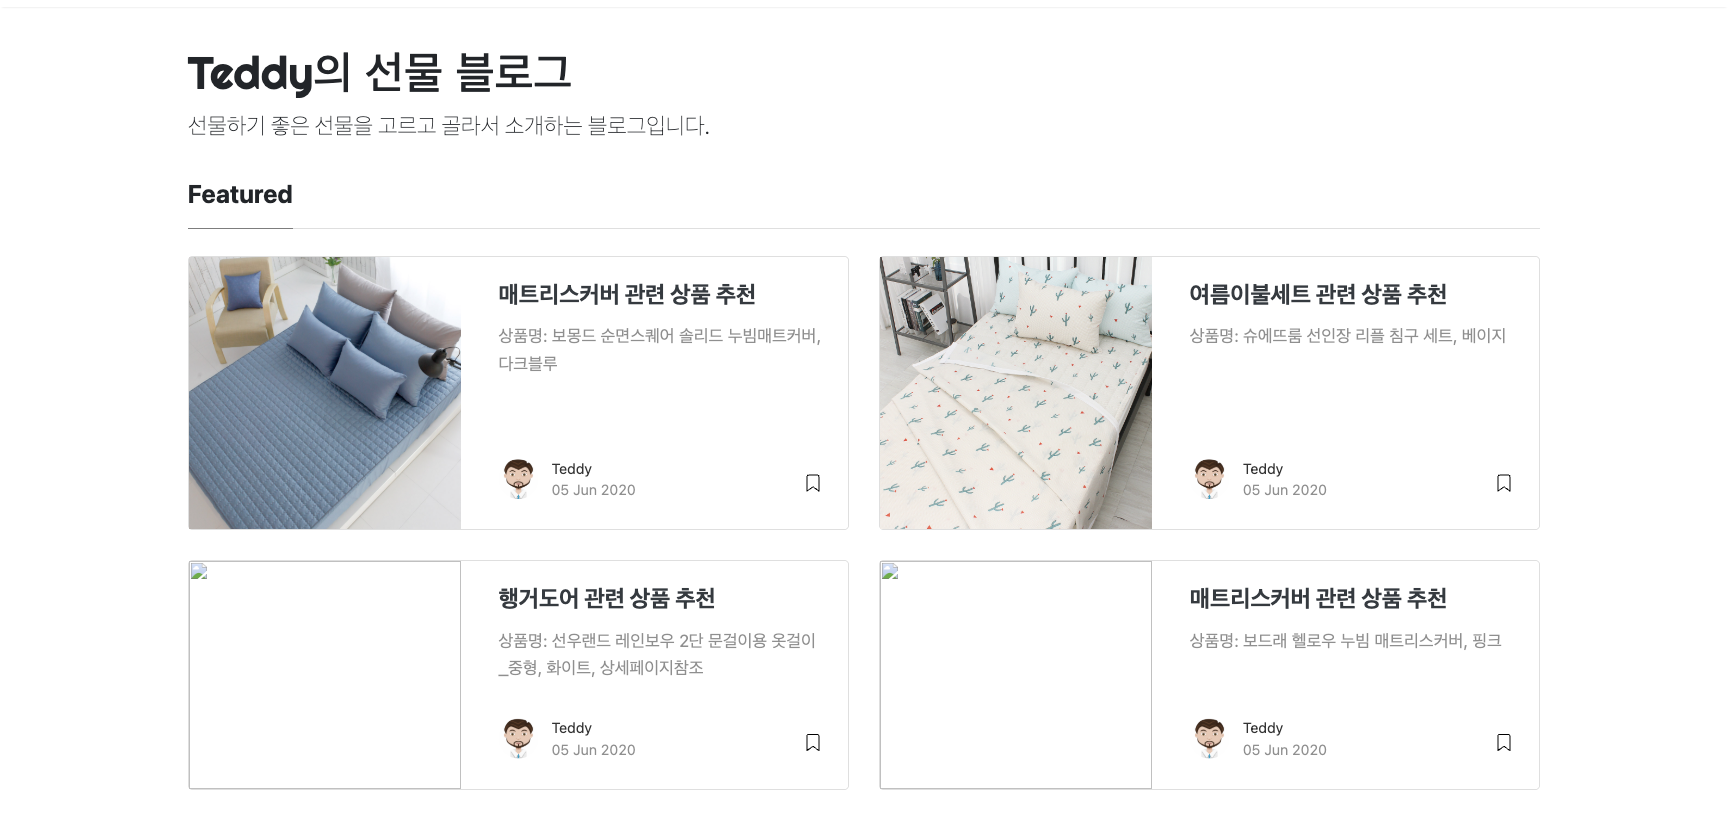 Teddy의 선물 블로그
선물하기 좋은 선물을 고르고 골라서 소개하는 블로그입니다.
Featured
매트리스커버 관련 상품 추천
상품명: 보몽드 순면스퀘어 솔리드 누빔매트커버,
다크블루
Teddy
05 Jun 2020
여름이불세트 관련 상품 추천
상품명: 슈에뜨룸 선인장 리플 침구 세트, 베이지
Teddy
05 Jun 2020
행거도어 관련 상품 추천
상품명: 선우랜드 레인보우 2단 문걸이용 옷걸이
_중형, 화이트, 상세페이지참조
Teddy
05 Jun 2020
매트리스커버 관련 상품 추천
상품명: 보드래 헬로우 누빔 매트리스커버, 핑크
Teddy
05 Jun 2020